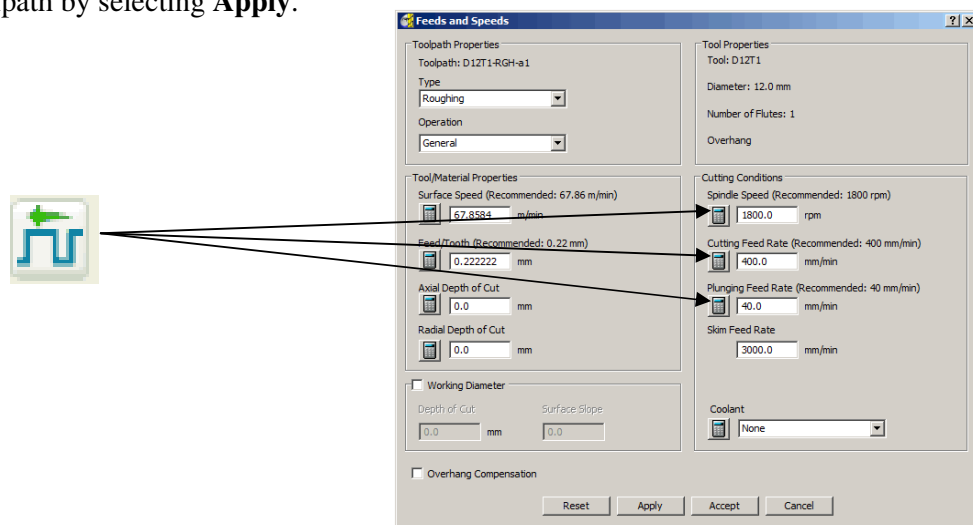 path by selecting Apply.
Feeds and Speeds
Toolpath Properties
Toolpath: D12T1-RGH-a1
Type
Roughing
Operation
General
Tool Properties
Tool: D12T1
Diameter: 12.0 mm
Number of Flutes: 1
Overhang
Tool/Material Properties
Surface Speed (Recommended: 67.86 m/min)
67.8584 m/min
Feed/Tooth (Recommended: 0.22 mm)
0.222222 mm
Axial Depth of Cut
0.0 mm
Radial Depth of Cut
0.0 mm
Cutting Conditions
Spindle Speed (Recommended: 1800 rpm)
1800.0 rpm
Cutting Feed Rate (Recommended: 400 mm/min)
400.0 mm/min
Plunging Feed Rate (Recommended: 40 mm/min)
40.0 mm/min
Skim Feed Rate
3000.0 mm/min
Working Diameter
Depth of Cut Surface Slope
0.0 mm 0.0
Coolant
None
Overhang Compensation
Reset Apply Accept Cancel